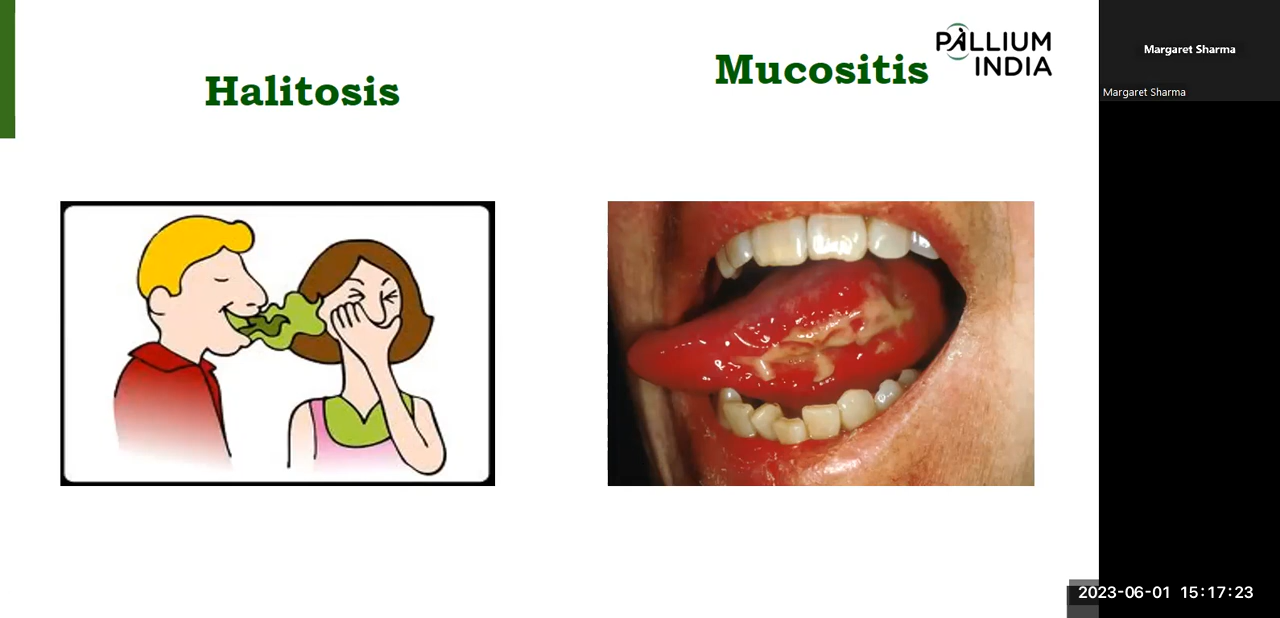 Halitosis
Mucositis
PALLIUM
INDIA
Margaret Sharma
Margaret Sharma
2023-06-01 15:17:23